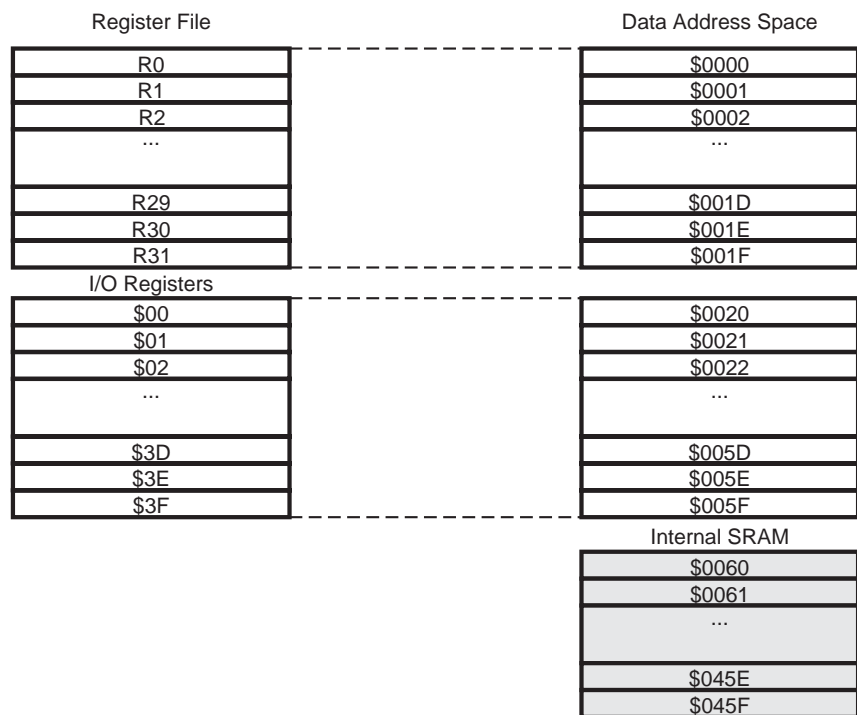 Register File
Data Address Space
R0
$0000
R1
$0001
R2
$0002
...
...
R29
$001D
R30
$001E
R31
$001F
I/O Registers
$00
$0020
$01
$0021
$02
$0022
...
...
$3D
$005D
$3E
$005E
$3F
$005F
Internal SRAM
$0060
$0061
...
$045E
$045F